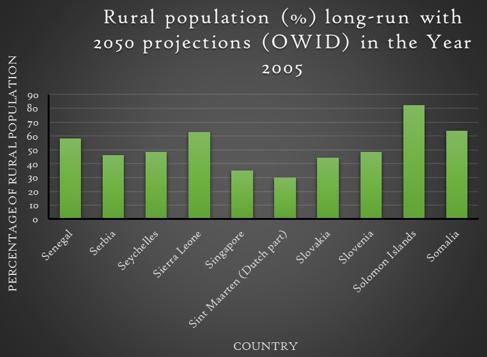 Rural population (%) long-run with
2050 projections (OWID) in the Year
2005
PERCENTAGE OF RURAL POPULATION
90
80
70
60
50
40
30
20
10
0
Senegal
Serbia
Seychelles
Sierra Leone
Singapore
Sint Maarten (Dutch part)
Slovakia
Slovenia
Solomon Islands
Somalia
COUNTRY